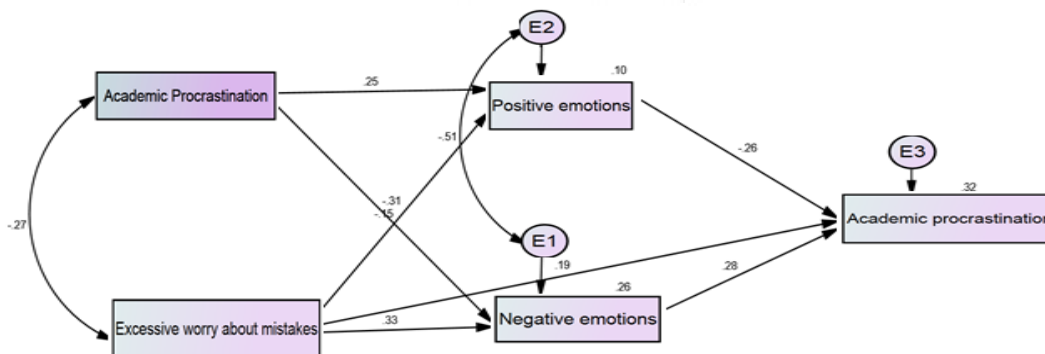 E2
.10
.25
Academic Procrastination
Positive emotions
-.51
-.26
E3
.32
-.31
-.15
Academic procrastination
-.27
E1
.19
.28
.26
Excessive worry about mistakes
.33
Negative emotions